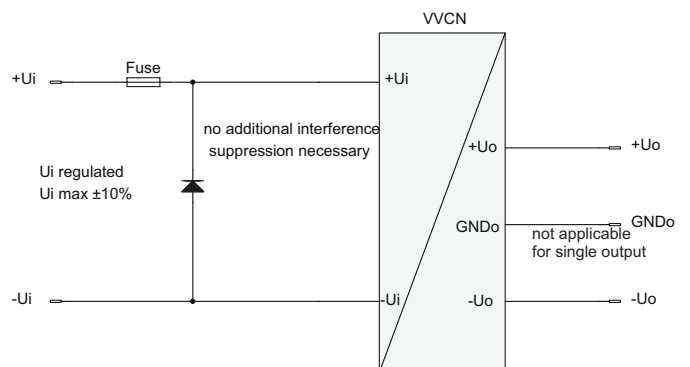 VVCN
Fuse
+Ui
+Ui
no additional interference
suppression necessary
+Uo
+Uo
Ui regulated
Ui max ±10%
GNDo
GNDo
not applicable
for single output
-Ui
-Ui
-Uo
-Uo